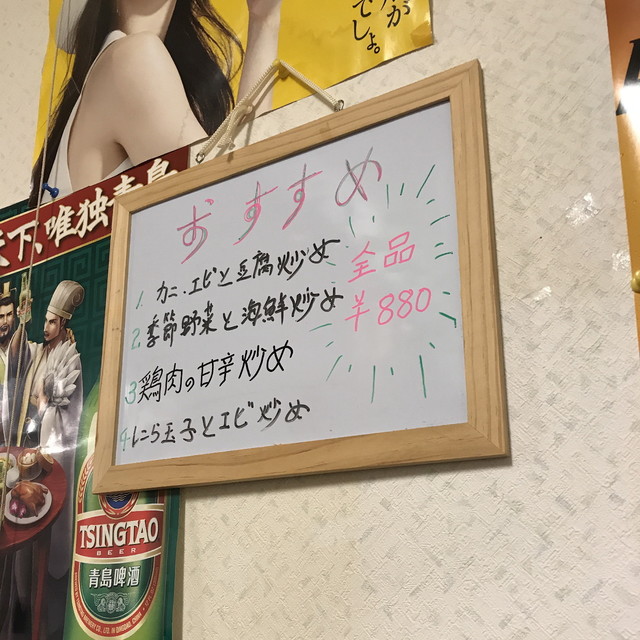 が
でしょ。
天下、唯独青島
おすすめ
1. カニ、エビと豆腐炒め
2. 季節野菜と海鮮炒め
3 鶏肉の甘辛炒め
4. にら玉子とエビ炒め
全品
¥880
TSINGTAO
BEER
青島啤酒